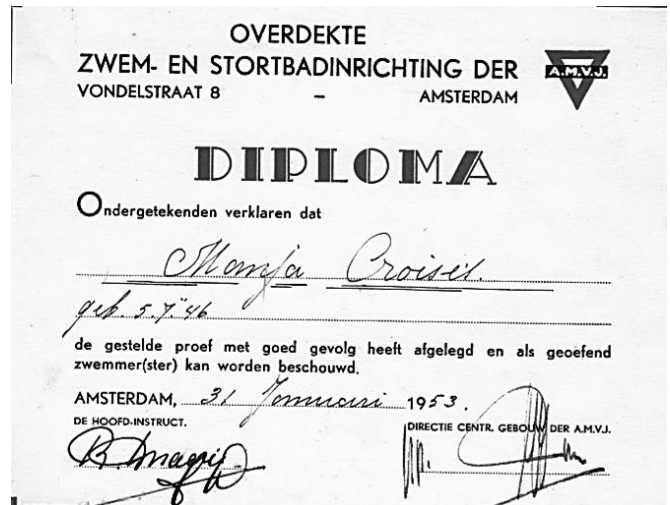 OVERDEKTE
ZWEM- EN STORTBADINRICHTING DER A.M.V.J.
VONDELSTRAAT 8 – AMSTERDAM
DIPLOMA
Ondergetekenden verklaren dat
Manja Croiset.
geb. 5.7.'46
de gestelde proef met goed gevolg heeft afgelegd en als geoefend
zwemmer(ster) kan worden beschouwd.
AMSTERDAM, 31 Januari 1953.
DE HOOFD-INSTRUCT. DIRECTIE CENTR. GEBOUW DER A.M.V.J.